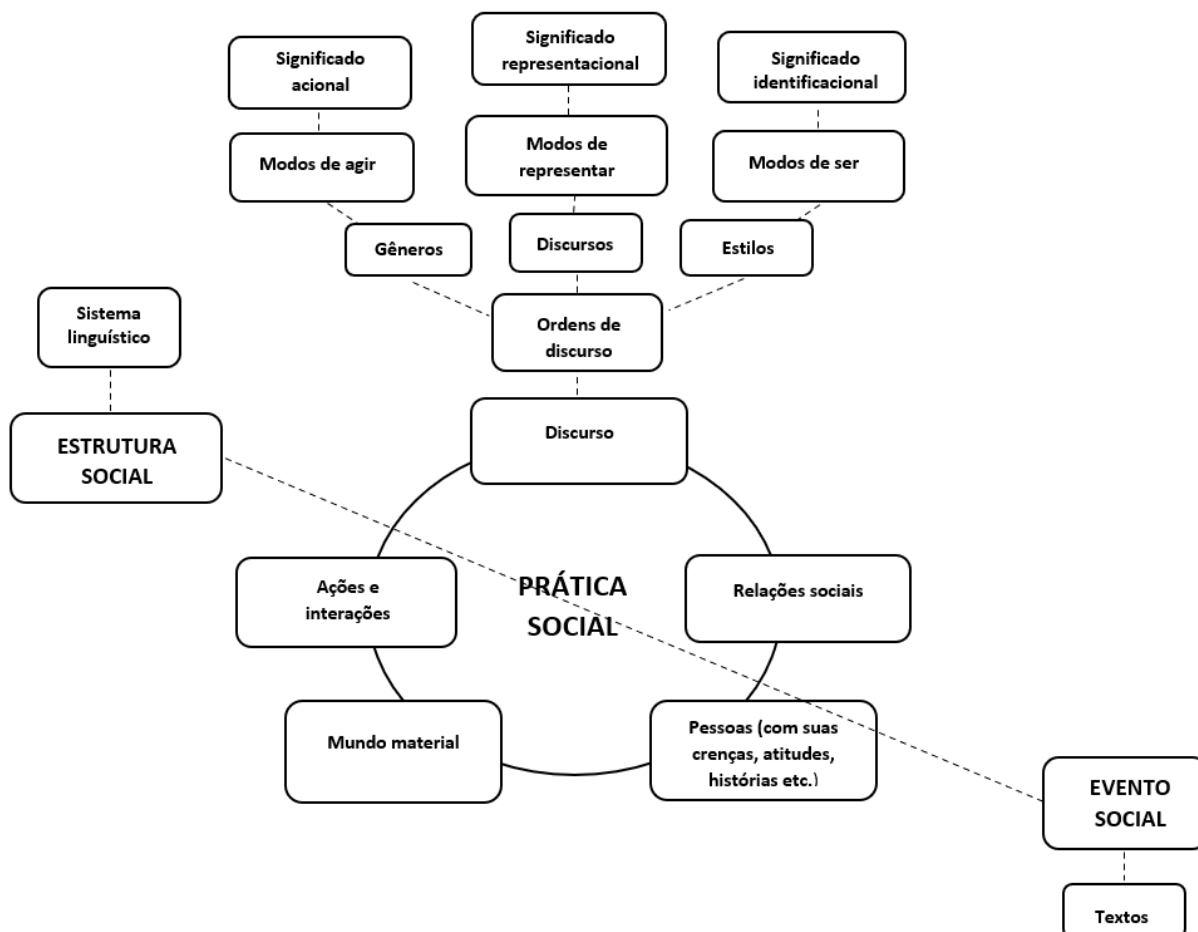 Significado
acional
Significado
representacional
Significado
identificacional
Modos de agir
Modos de
representar
Modos de ser
Gêneros
Discursos
Estilos
Sistema
linguístico
Ordens de
discurso
ESTRUTURA
SOCIAL
Discurso
Ações e
interações
PRÁTICA
SOCIAL
Relações sociais
Mundo material
Pessoas (com suas
crenças, atitudes,
histórias etc.)
EVENTO
SOCIAL
Textos